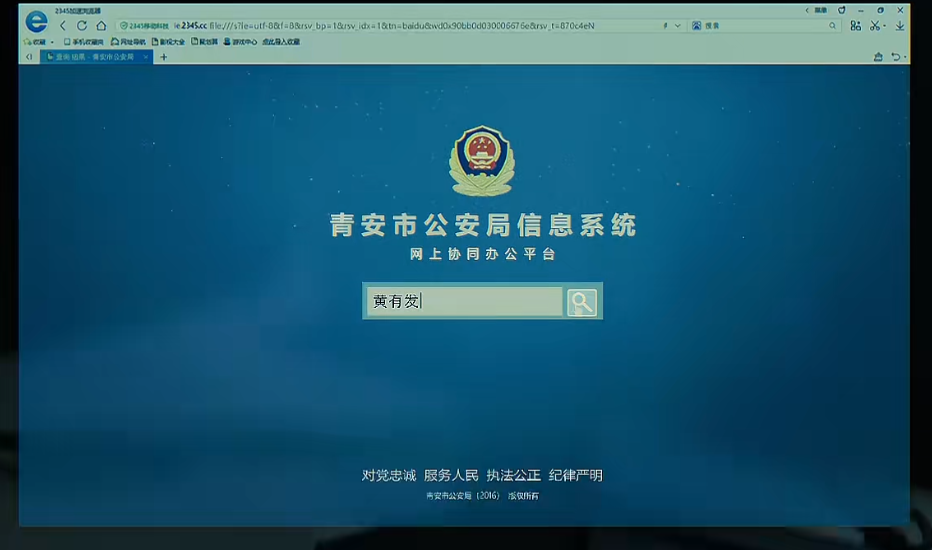 2345加速浏览器
2345移动科技 ie.2345.cc file:///s?ie=utf-8&f=8&rsv_bp=1&rsv_idx=1&tn=baidu&wd0x90bb0d030006676e&rsv_t=870c4eN
搜索
收藏 手机收藏夹 网址导航 影视大全 游戏中心 点此导入收藏
查询结果 - 青安市公安局
青安市公安局信息系统
网上协同办公平台
黄有发
对党忠诚 服务人民 执法公正 纪律严明
青安市公安局（2016） 版权所有